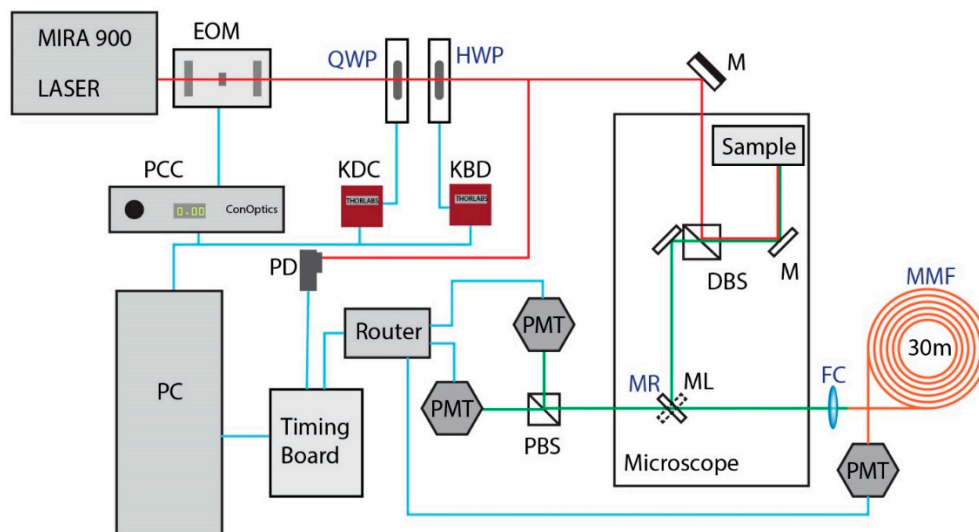 MIRA 900
LASER
EOM
QWP
HWP
M
Sample
PCC
0.00
ConOptics
KDC
THORLABS
KBD
THORLABS
PD
DBS
M
MMF
30m
PMT
Router
PC
Timing
Board
PMT
PBS
MR
ML
FC
Microscope
PMT